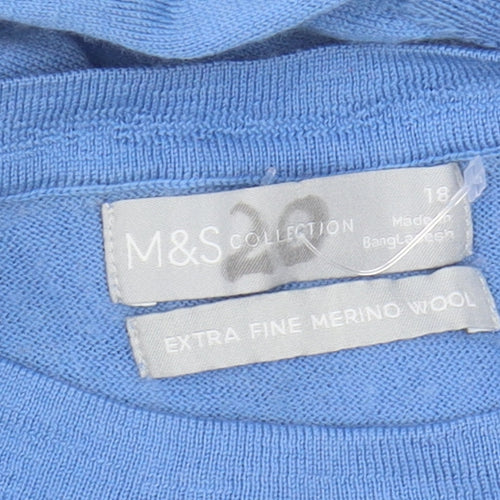 M&S COLLECTION
18
Made in
Bangladesh
20
EXTRA FINE MERINO WOOL